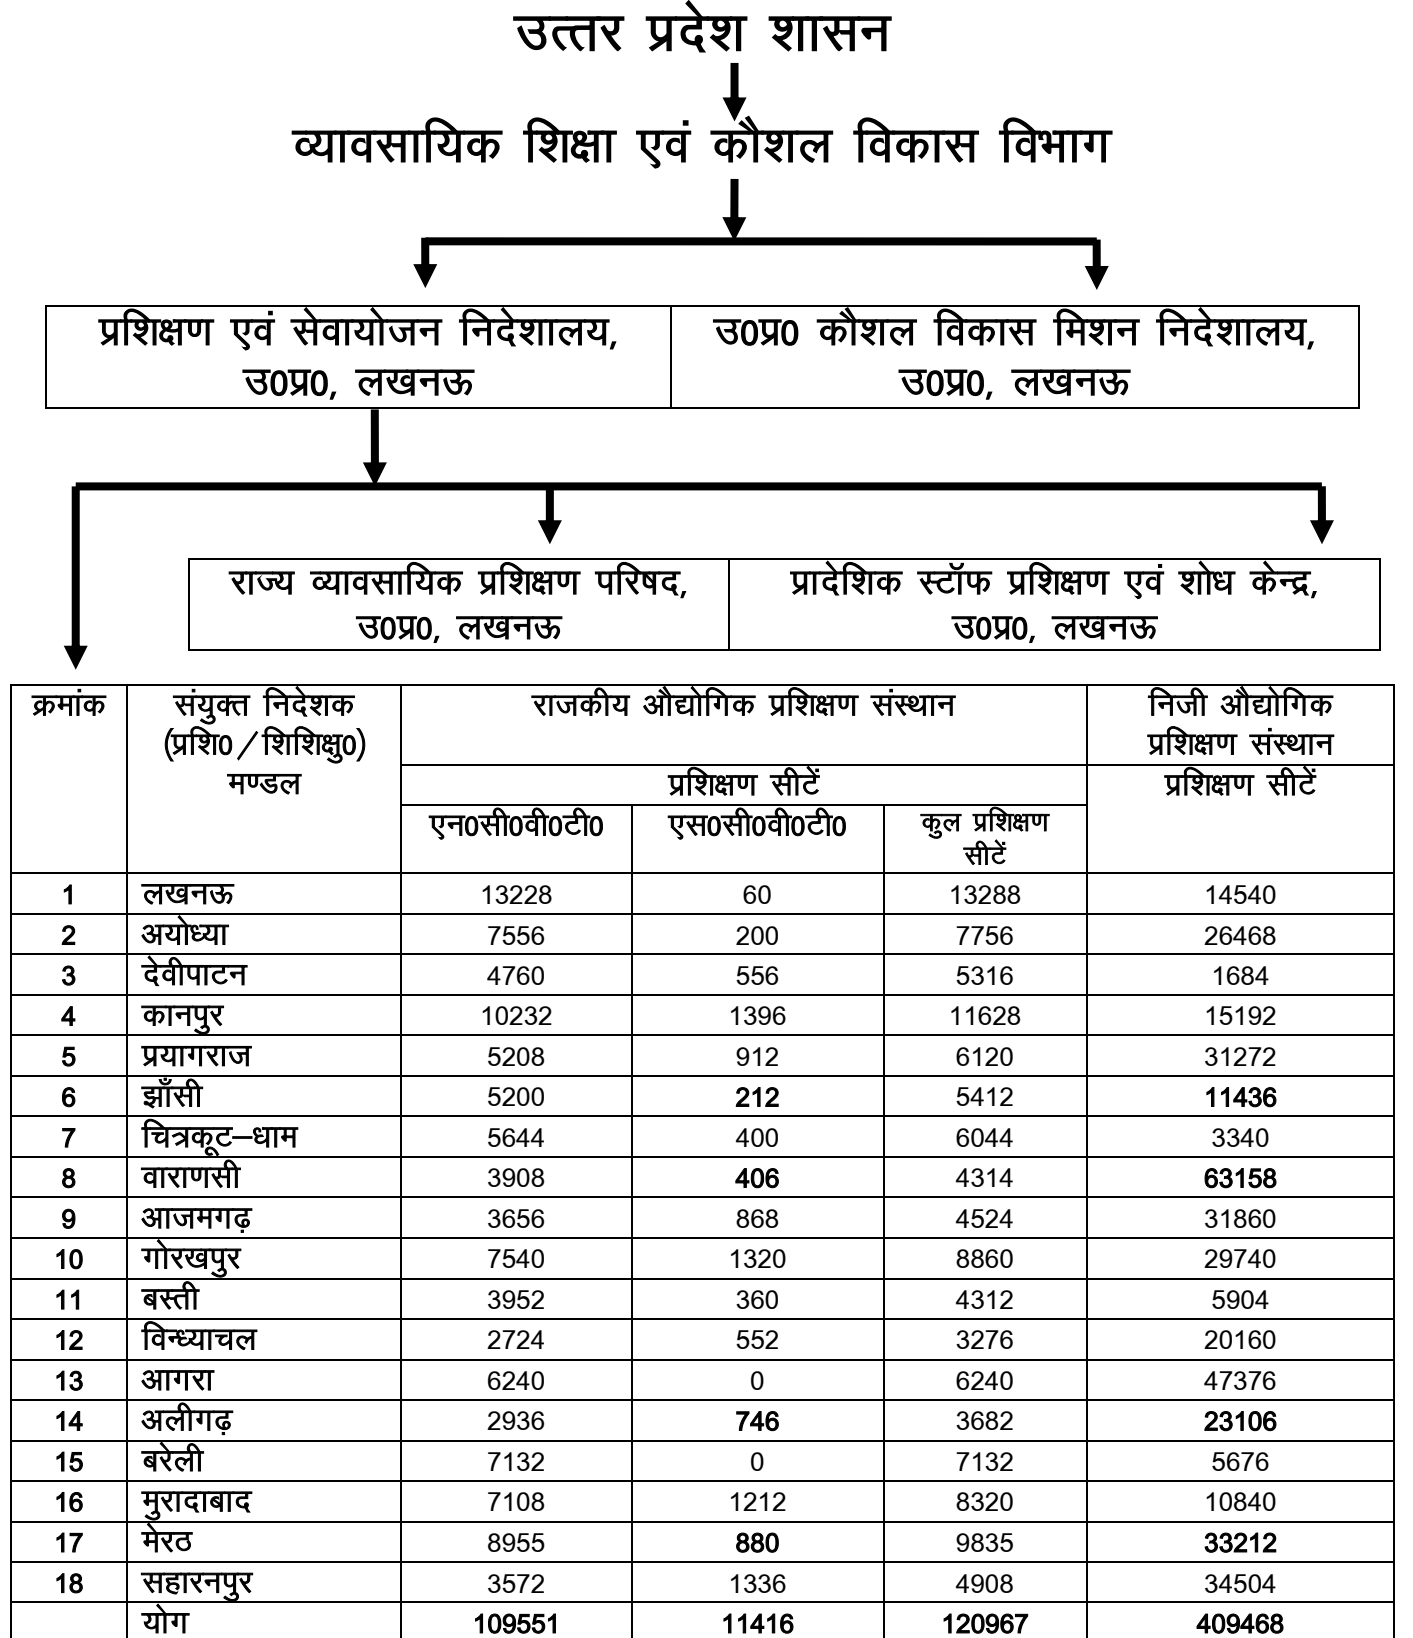 उत्तर प्रदेश शासन
व्यावसायिक शिक्षा एवं कौशल विकास विभाग
प्रशिक्षण एवं सेवायोजन निदेशालय,
उ0प्र0, लखनऊ
उ0प्र0 कौशल विकास मिशन निदेशालय,
उ0प्र0, लखनऊ
राज्य व्यावसायिक प्रशिक्षण परिषद,
उ0प्र0, लखनऊ
प्रादेशिक स्टॉफ प्रशिक्षण एवं शोध केन्द्र,
उ0प्र0, लखनऊ
क्रमांक
संयुक्त निदेशक
(प्रशि0/शिशिक्षु0)
मण्डल
राजकीय औद्योगिक प्रशिक्षण संस्थान
निजी औद्योगिक
प्रशिक्षण संस्थान
प्रशिक्षण सीटें
प्रशिक्षण सीटें
एन0सी0वी0टी0
एस0सी0वी0टी0
कुल प्रशिक्षण
सीटें
1 लखनऊ 13228 60 13288 14540
2 अयोध्या 7556 200 7756 26468
3 देवीपाटन 4760 556 5316 1684
4 कानपुर 10232 1396 11628 15192
5 प्रयागराज 5208 912 6120 31272
6 झाँसी 5200 212 5412 11436
7 चित्रकूट–धाम 5644 400 6044 3340
8 वाराणसी 3908 406 4314 63158
9 आजमगढ़ 3656 868 4524 31860
10 गोरखपुर 7540 1320 8860 29740
11 बस्ती 3952 360 4312 5904
12 विन्ध्याचल 2724 552 3276 20160
13 आगरा 6240 0 6240 47376
14 अलीगढ़ 2936 746 3682 23106
15 बरेली 7132 0 7132 5676
16 मुरादाबाद 7108 1212 8320 10840
17 मेरठ 8955 880 9835 33212
18 सहारनपुर 3572 1336 4908 34504
योग 109551 11416 120967 409468